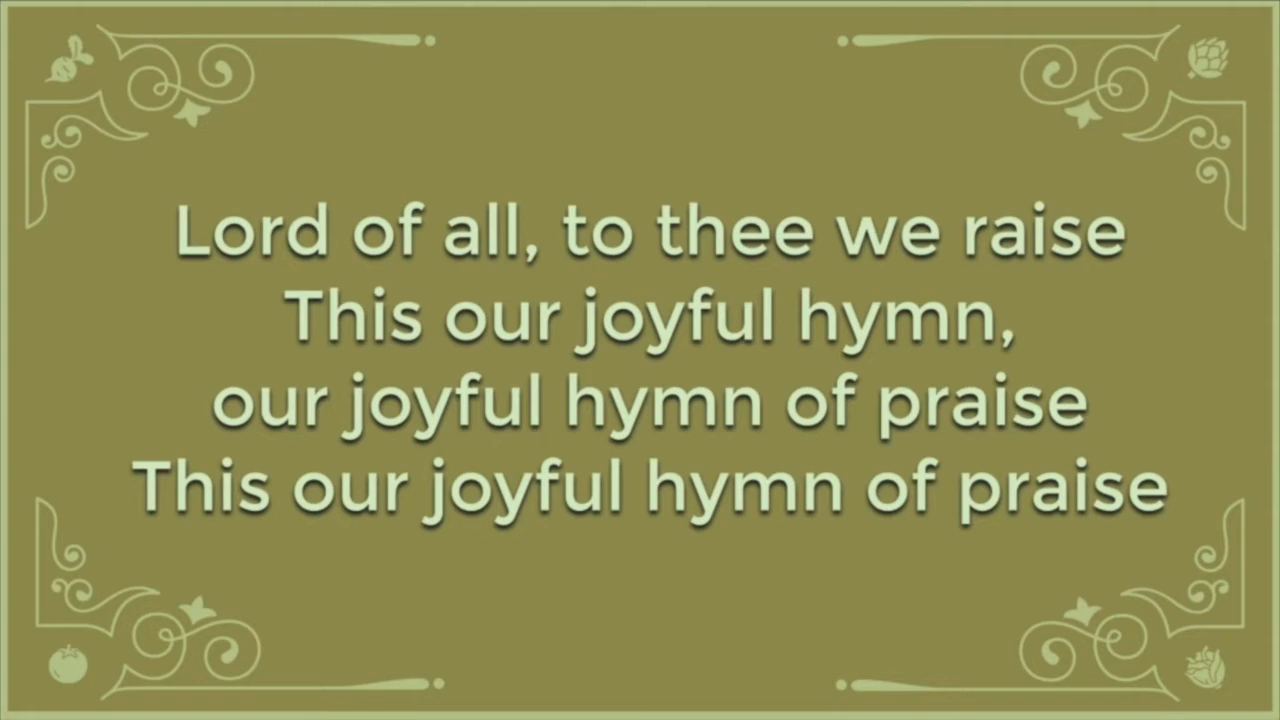 Lord of all, to thee we raise
This our joyful hymn,
our joyful hymn of praise
This our joyful hymn of praise